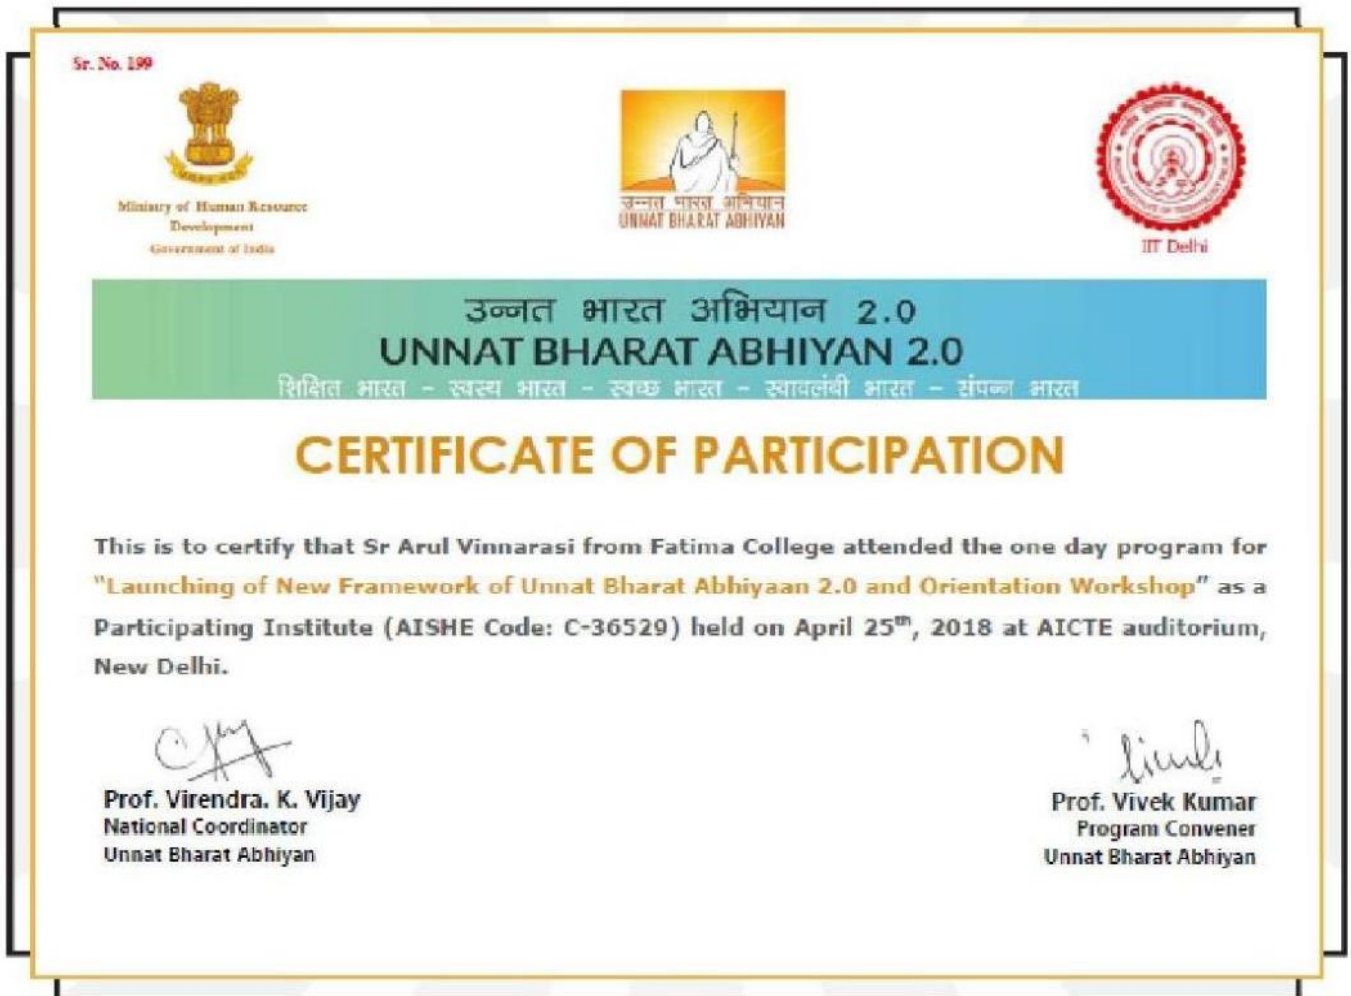 Sr. No. 199
Ministry of Human Resource
Development
Government of India
उन्नत भारत अभियान
UNNAT BHARAT ABHIYAN
IIT Delhi
उन्नत भारत अभियान 2.0
UNNAT BHARAT ABHIYAN 2.0
शिक्षित भारत - स्वस्थ भारत - स्वच्छ भारत - स्वावलंबी भारत - संपन्न भारत
CERTIFICATE OF PARTICIPATION
This is to certify that Sr Arul Vinnarasi from Fatima College attended the one day program for
"Launching of New Framework of Unnat Bharat Abhiyaan 2.0 and Orientation Workshop" as a
Participating Institute (AISHE Code: C-36529) held on April 25th, 2018 at AICTE auditorium,
New Delhi.
Prof. Virendra. K. Vijay
National Coordinator
Unnat Bharat Abhiyan
Prof. Vivek Kumar
Program Convener
Unnat Bharat Abhiyan